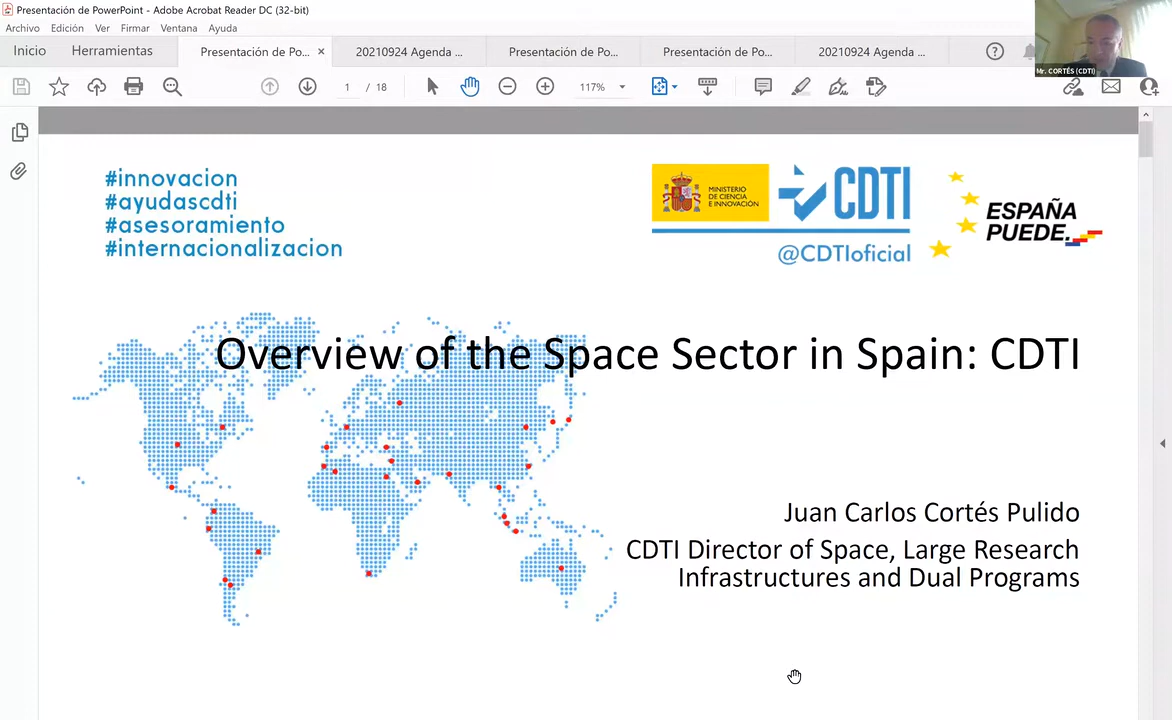 Presentación de PowerPoint - Adobe Acrobat Reader DC (32-bit)
Archivo Edición Ver Firmar Ventana Ayuda
Inicio Herramientas Presentación de Po... × 20210924 Agenda ... Presentación de Po... Presentación de Po... 20210924 Agenda ...
Mr. CORTÉS (CDTI)
1 / 18 117%
#innovacion
#ayudascdti
#asesoramiento
#internacionalizacion
MINISTERIO
DE CIENCIA
E INNOVACIÓN
CDTI
@CDTIoficial
ESPAÑA
PUEDE.
Overview of the Space Sector in Spain: CDTI
Juan Carlos Cortés Pulido
CDTI Director of Space, Large Research
Infrastructures and Dual Programs